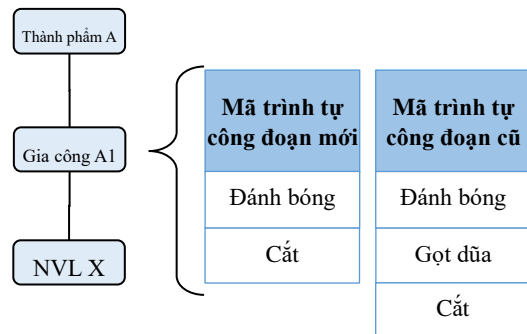 Thành phẩm A
Gia công A1
NVL X
Mã trình tự
công đoạn mới
Đánh bóng
Cắt
Mã trình tự
công đoạn cũ
Đánh bóng
Gọt dũa
Cắt